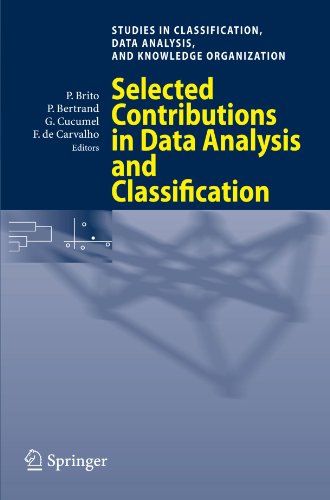 STUDIES IN CLASSIFICATION,
DATA ANALYSIS,
AND KNOWLEDGE ORGANIZATION
P. Brito
P. Bertrand
G. Cucumel
F. de Carvalho
Editors
Selected
Contributions
in Data Analysis
and
Classification
Springer